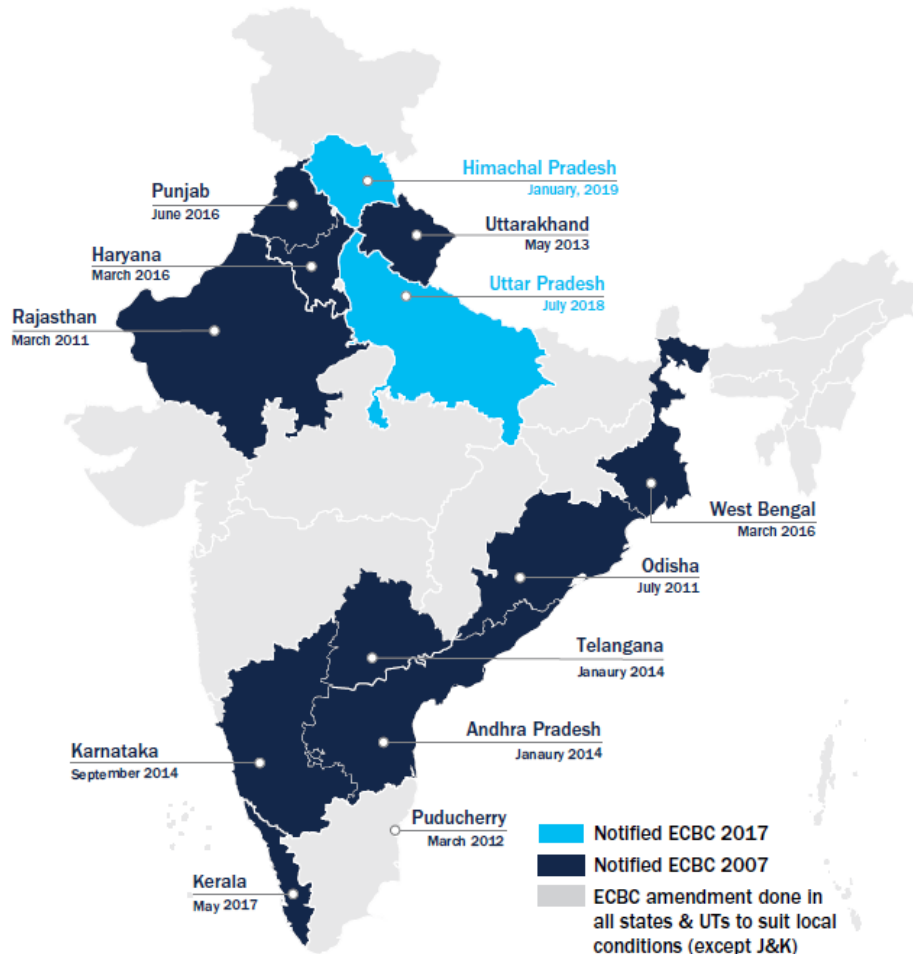 Himachal Pradesh
January, 2019
Punjab
June 2016
Uttarakhand
May 2013
Haryana
March 2016
Uttar Pradesh
July 2018
Rajasthan
March 2011
West Bengal
March 2016
Odisha
July 2011
Telangana
Janaury 2014
Andhra Pradesh
Janaury 2014
Karnataka
September 2014
Puducherry
March 2012
Kerala
May 2017
Notified ECBC 2017
Notified ECBC 2007
ECBC amendment done in
all states & UTs to suit local
conditions (except J&K)